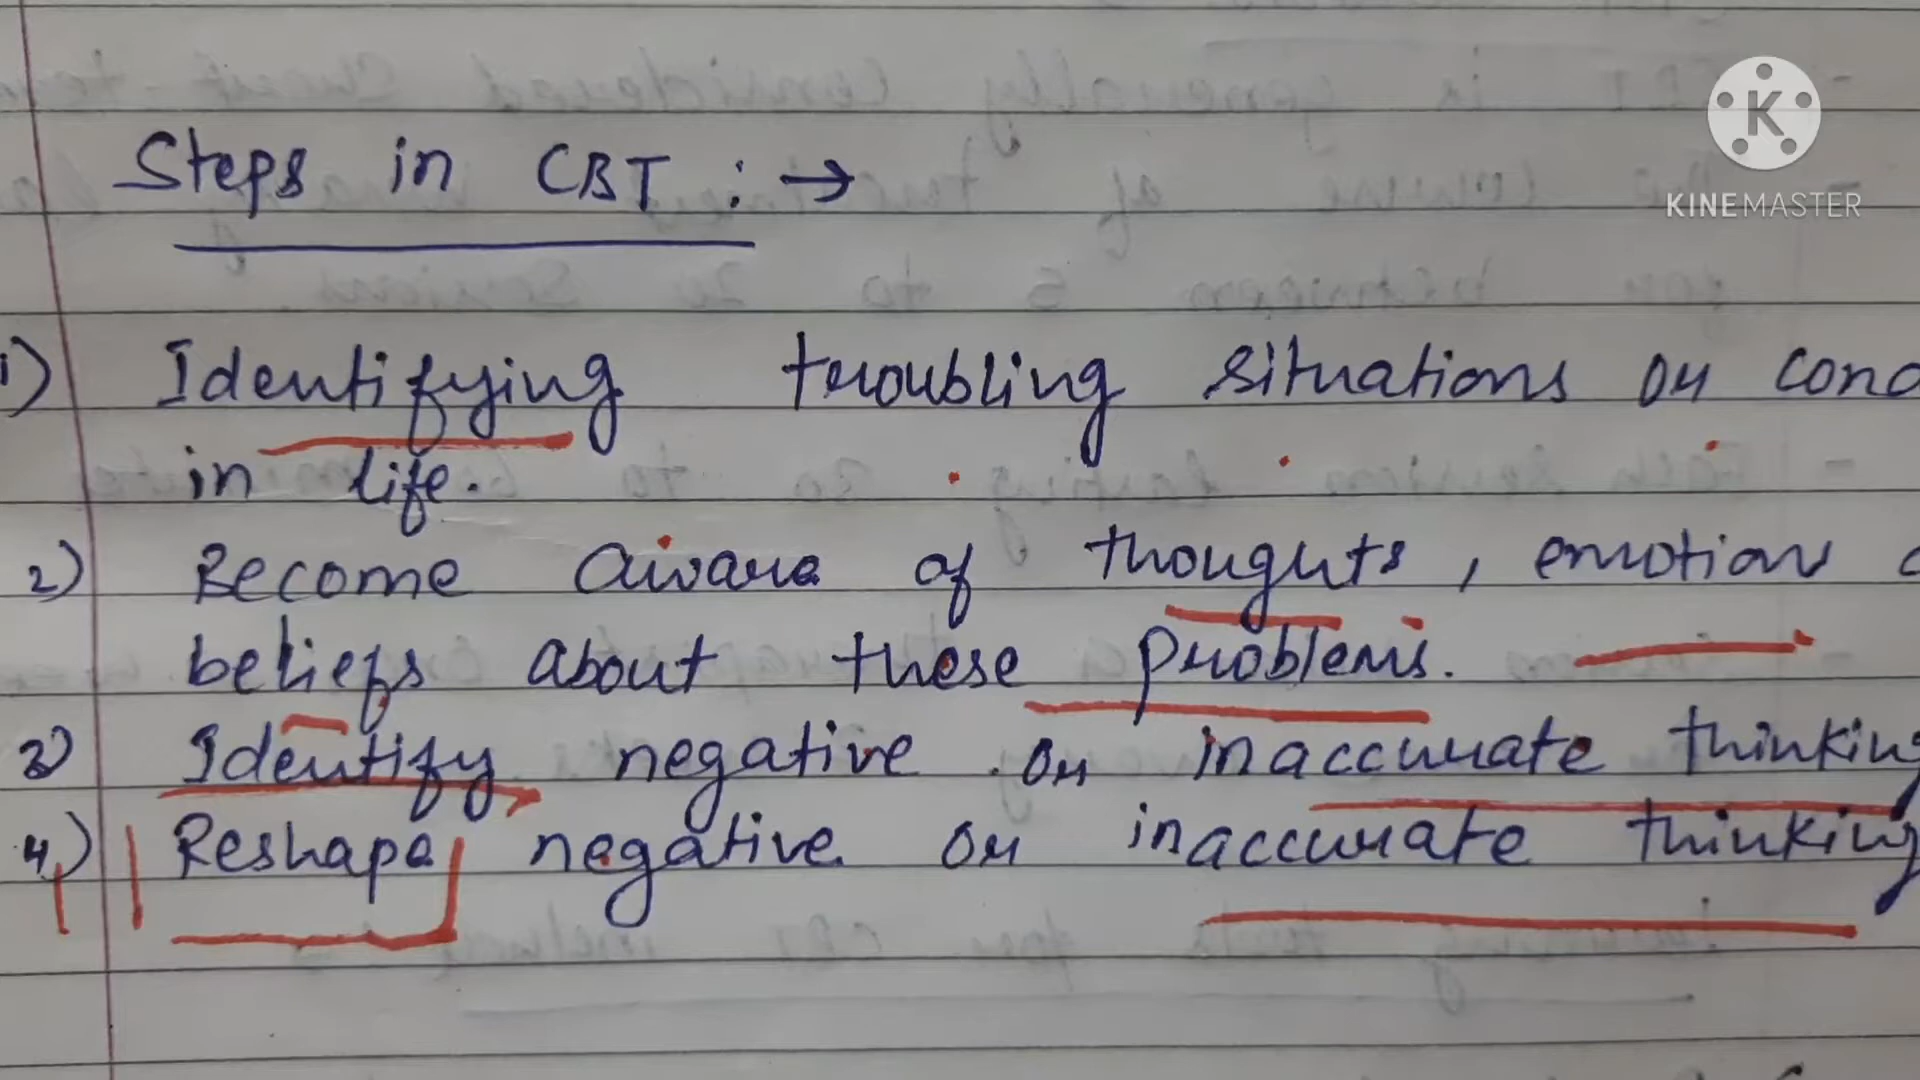 K
KINEMASTER
Steps in CBT : →
1) Identifying troubling situations or cond
in life.
2) Become aware of thoughts, emotions
beliefs about these problems.
3) Identify negative or inaccurate thinking
4) Reshape negative or inaccurate thinking